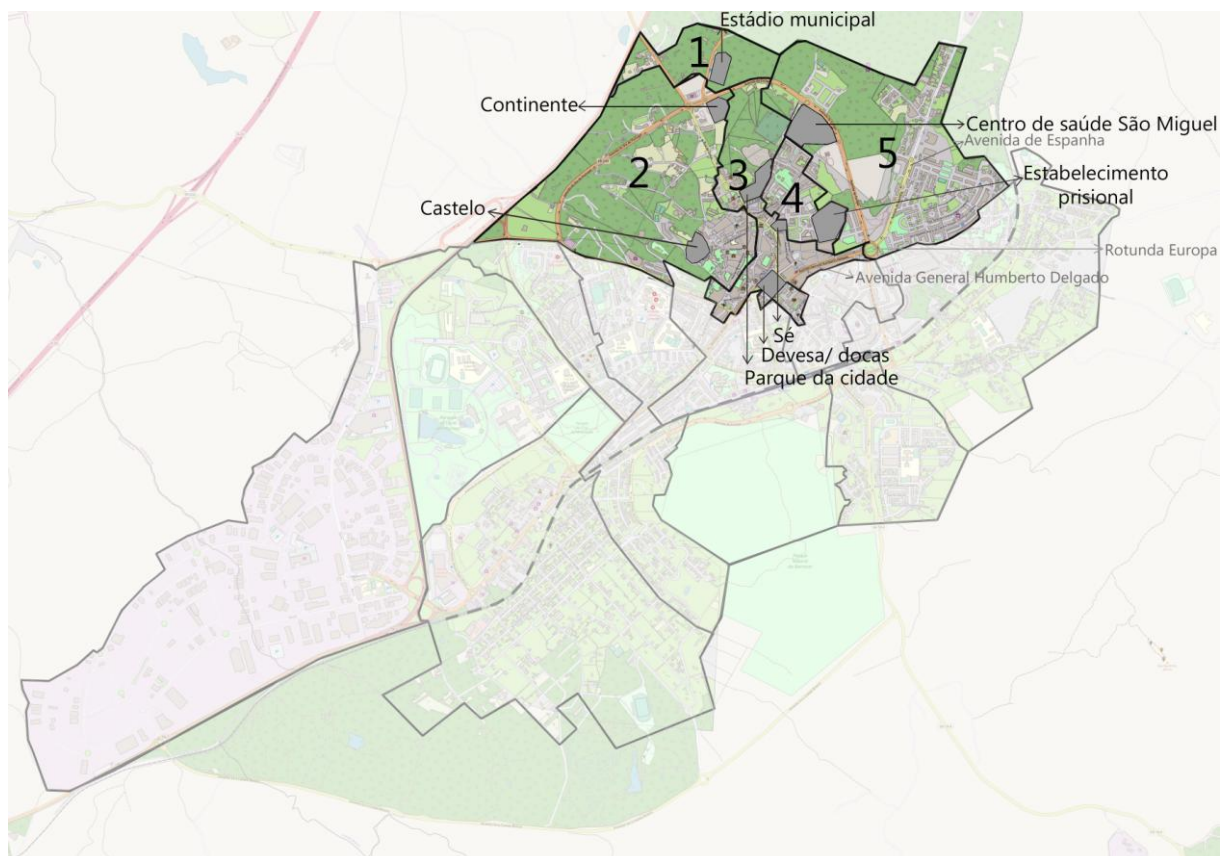 Estádio municipal
1
Continente
Centro de saúde São Miguel
Avenida de Espanha
5
2
3
Estabelecimento
prisional
4
Castelo
Rotunda Europa
Avenida General Humberto Delgado
Sé
Devesa/ docas
Parque da cidade